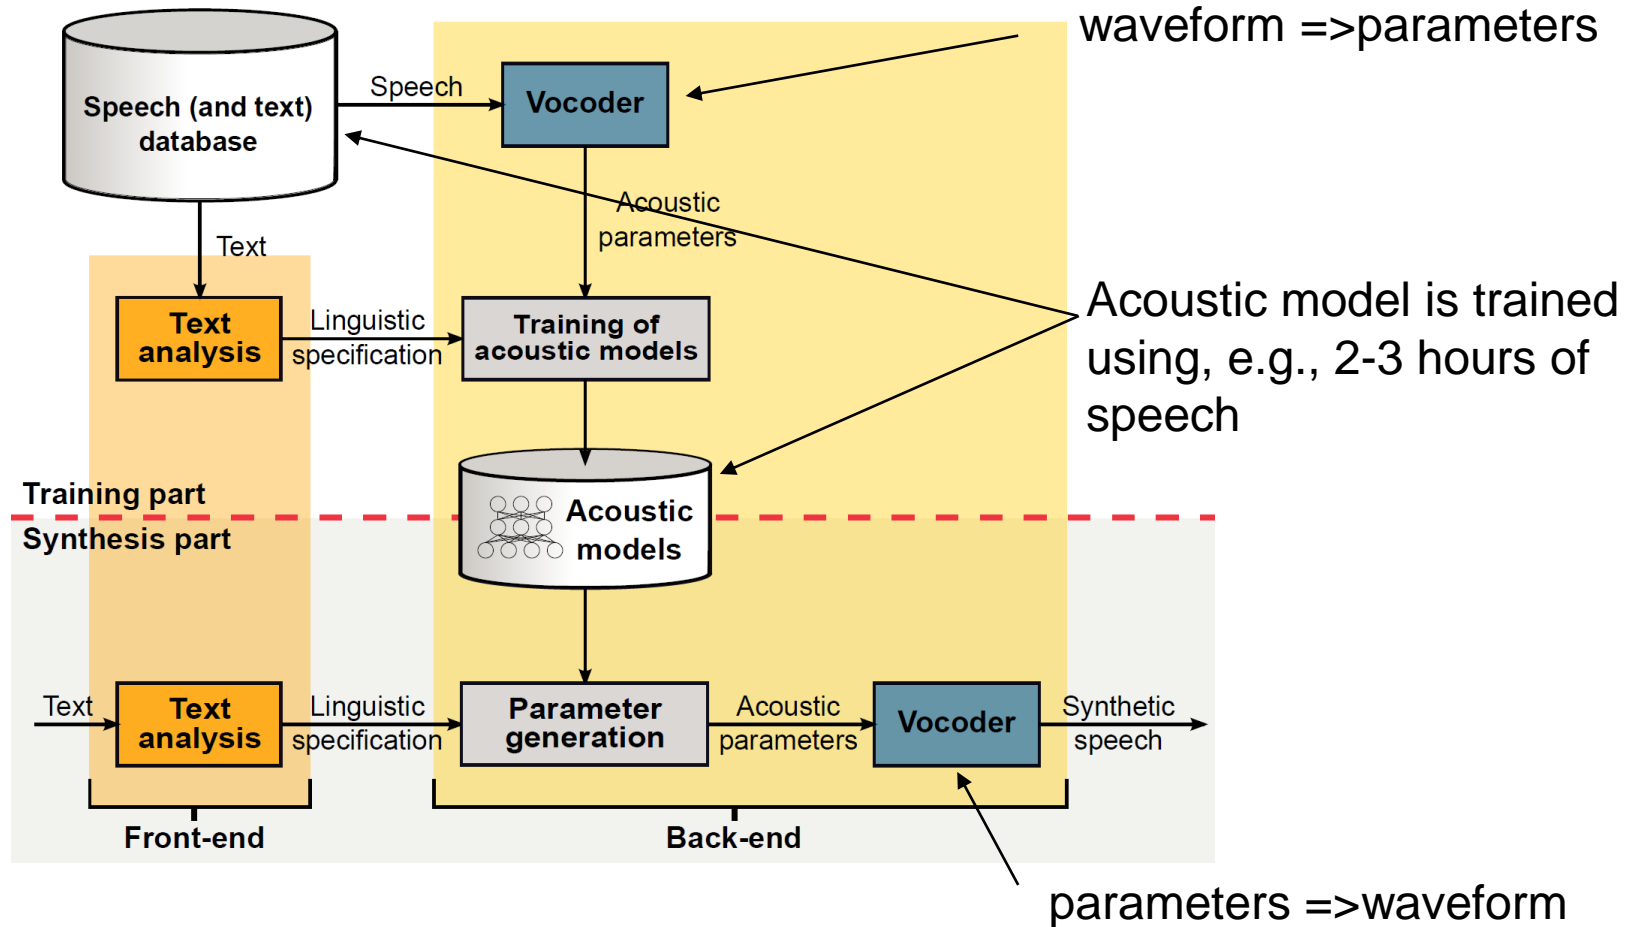 waveform =>parameters
Speech
Speech (and text)
database
Vocoder
Acoustic
parameters
Text
Acoustic model is trained
using, e.g., 2-3 hours of
speech
Text
analysis
Linguistic
specification
Training of
acoustic models
Training part
Synthesis part
Acoustic
models
Text
Text
analysis
Linguistic
specification
Parameter
generation
Acoustic
parameters
Vocoder
Synthetic
speech
Front-end
Back-end
parameters =>waveform